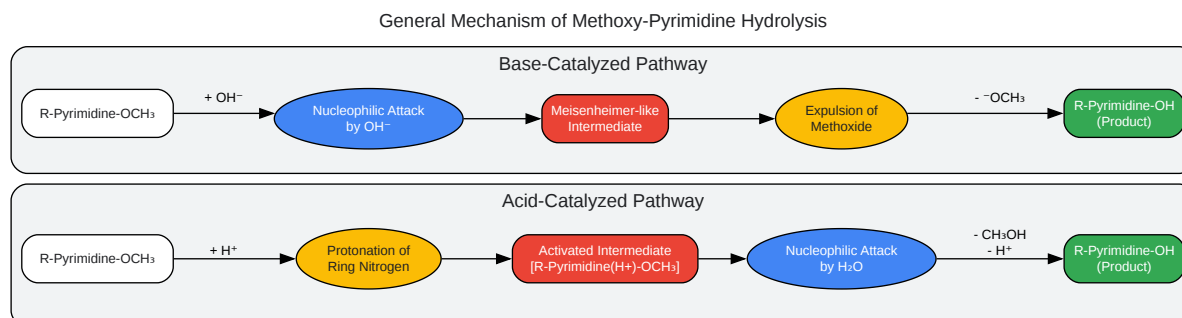 General Mechanism of Methoxy-Pyrimidine Hydrolysis
Base-Catalyzed Pathway
R-Pyrimidine-OCH₃
+ OH⁻
Nucleophilic Attack
by OH⁻
Meisenheimer-like
Intermediate
Expulsion of
Methoxide
- ⁻OCH₃
R-Pyrimidine-OH
(Product)
Acid-Catalyzed Pathway
R-Pyrimidine-OCH₃
+ H⁺
Protonation of
Ring Nitrogen
Activated Intermediate
[R-Pyrimidine(H+)-OCH₃]
Nucleophilic Attack
by H₂O
- CH₃OH
- H⁺
R-Pyrimidine-OH
(Product)